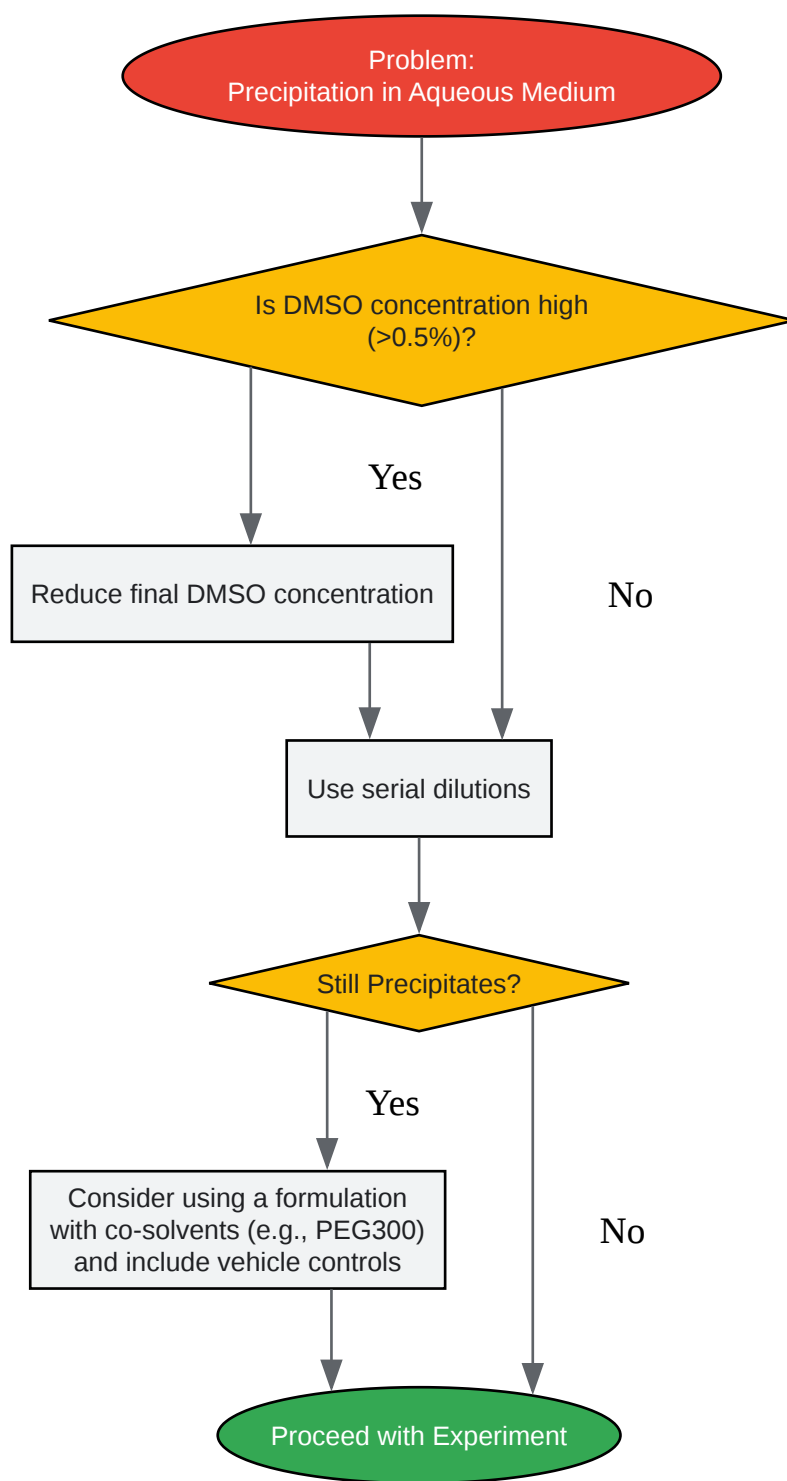 Problem:
Precipitation in Aqueous Medium
Is DMSO concentration high
(>0.5%)?
Yes
Reduce final DMSO concentration
No
Use serial dilutions
Still Precipitates?
Yes
Consider using a formulation
with co-solvents (e.g., PEG300)
and include vehicle controls
No
Proceed with Experiment